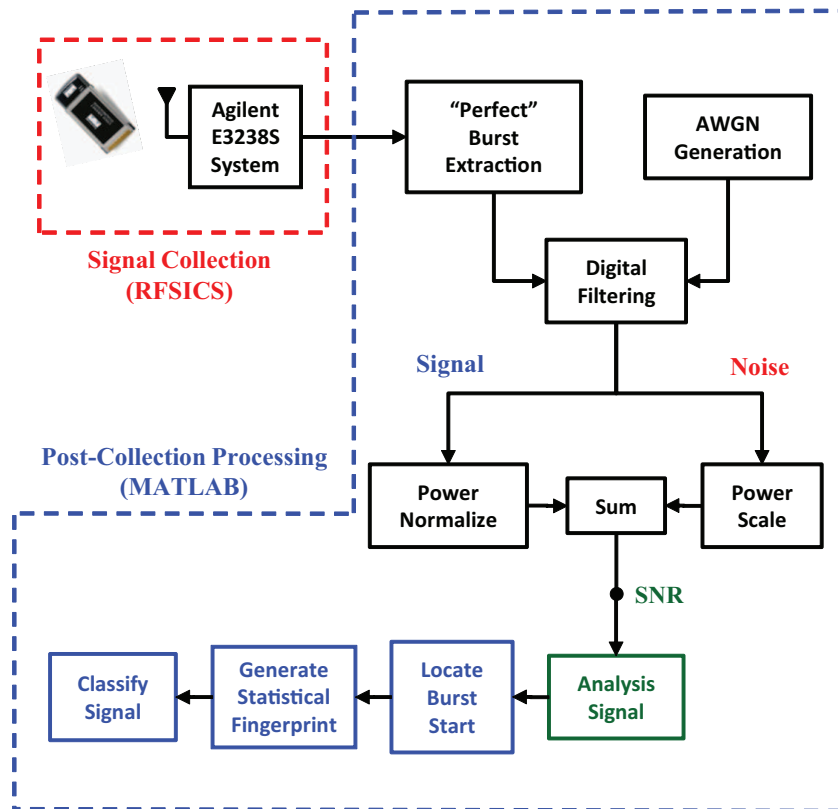 Agilent
E3238S
System
“Perfect”
Burst
Extraction
AWGN
Generation
Signal Collection
(RFSICS)
Digital
Filtering
Signal
Noise
Post-Collection Processing
(MATLAB)
Power
Normalize
Sum
Power
Scale
SNR
Classify
Signal
Generate
Statistical
Fingerprint
Locate
Burst
Start
Analysis
Signal